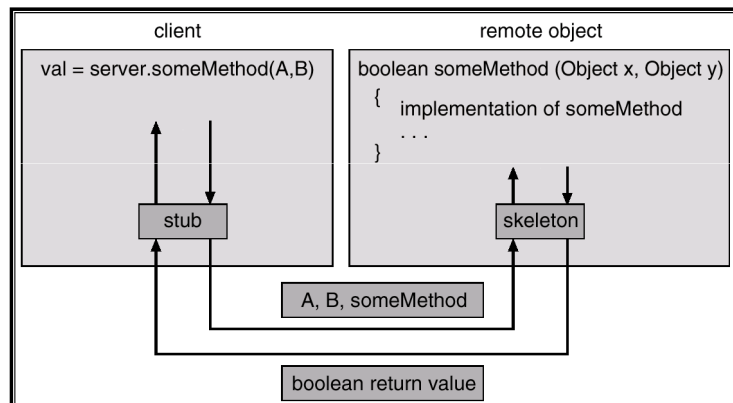 client
val = server.someMethod(A,B)
stub
remote object
boolean someMethod (Object x, Object y)
{
implementation of someMethod
. . .
}
skeleton
A, B, someMethod
boolean return value